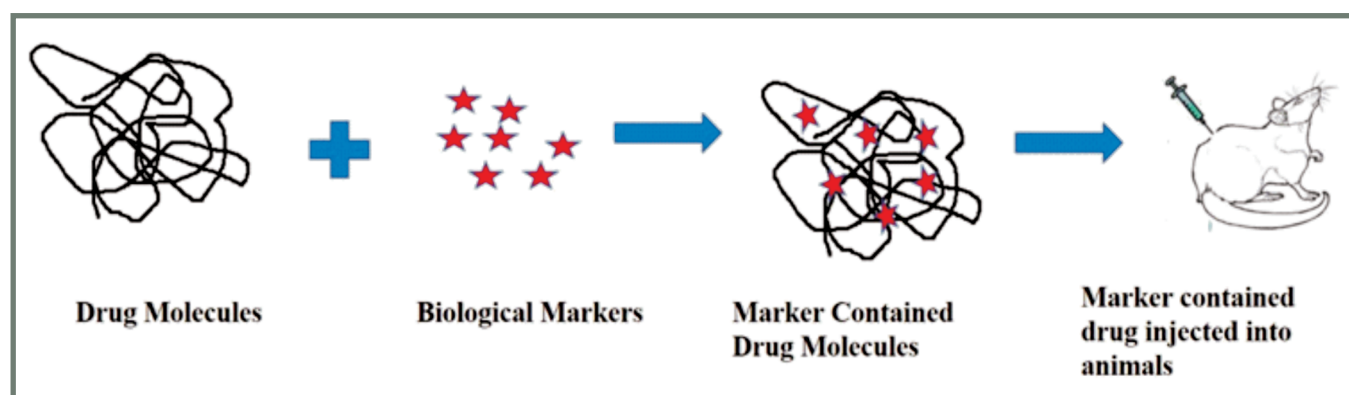 Drug Molecules
Biological Markers
Marker Contained
Drug Molecules
Marker contained
drug injected into
animals